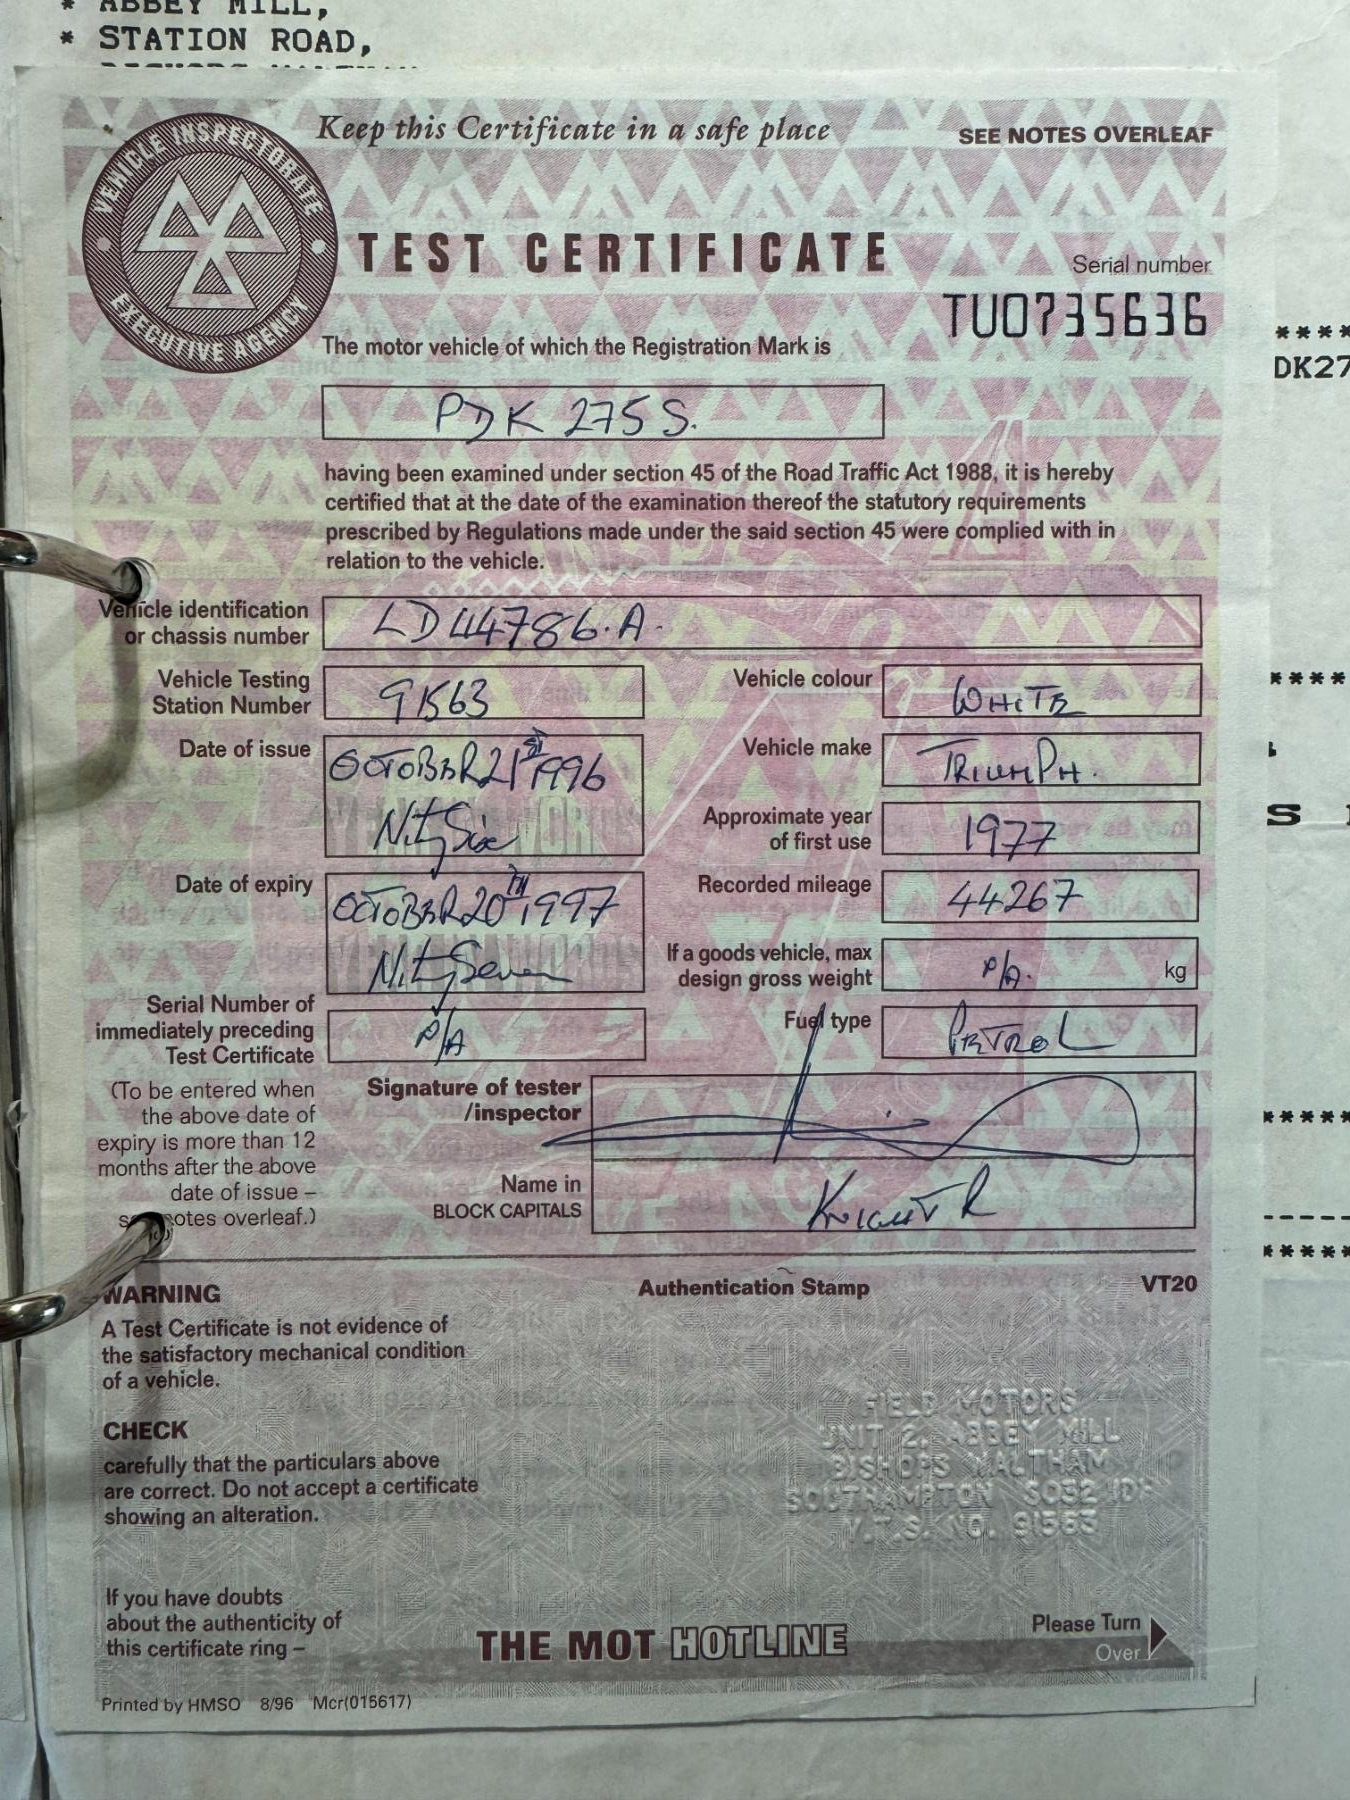 * ABBEY MILL,
* STATION ROAD,
VEHICLE INSPECTORATE
EXECUTIVE AGENCY
Keep this Certificate in a safe place
SEE NOTES OVERLEAF
TEST CERTIFICATE
Serial number
TU0735636
The motor vehicle of which the Registration Mark is
PDK 275 S.
having been examined under section 45 of the Road Traffic Act 1988, it is hereby
certified that at the date of the examination thereof the statutory requirements
prescribed by Regulations made under the said section 45 were complied with in
relation to the vehicle.
Vehicle identification
or chassis number
LD44786.A.
Vehicle Testing
Station Number
91563
Vehicle colour
WHITE
Date of issue
OCTOBER 21ST 1996
NitySix
Vehicle make
TRIUMPH.
Approximate year
of first use
1977
Date of expiry
OCTOBER 20TH 1997
NitySeven
Recorded mileage
44267
If a goods vehicle, max
design gross weight
N/A.
kg
Serial Number of
immediately preceding
Test Certificate
N/A
Fuel type
PETROL
(To be entered when
the above date of
expiry is more than 12
months after the above
date of issue –
see notes overleaf.)
Signature of tester
/inspector
Name in
BLOCK CAPITALS
KNIGHT R
WARNING
A Test Certificate is not evidence of
the satisfactory mechanical condition
of a vehicle.
Authentication Stamp
VT20
CHECK
carefully that the particulars above
are correct. Do not accept a certificate
showing an alteration.
FIELD MOTORS
UNIT 2, ABBEY MILL
BISHOPS WALTHAM
SOUTHAMPTON SO32 1DF
V.T.S. NO. 91563
If you have doubts
about the authenticity of
this certificate ring –
THE MOT HOTLINE
Please Turn
Over
Printed by HMSO 8/96 Mcr(015617)
****
DK27
****
S
*****
-----
*****